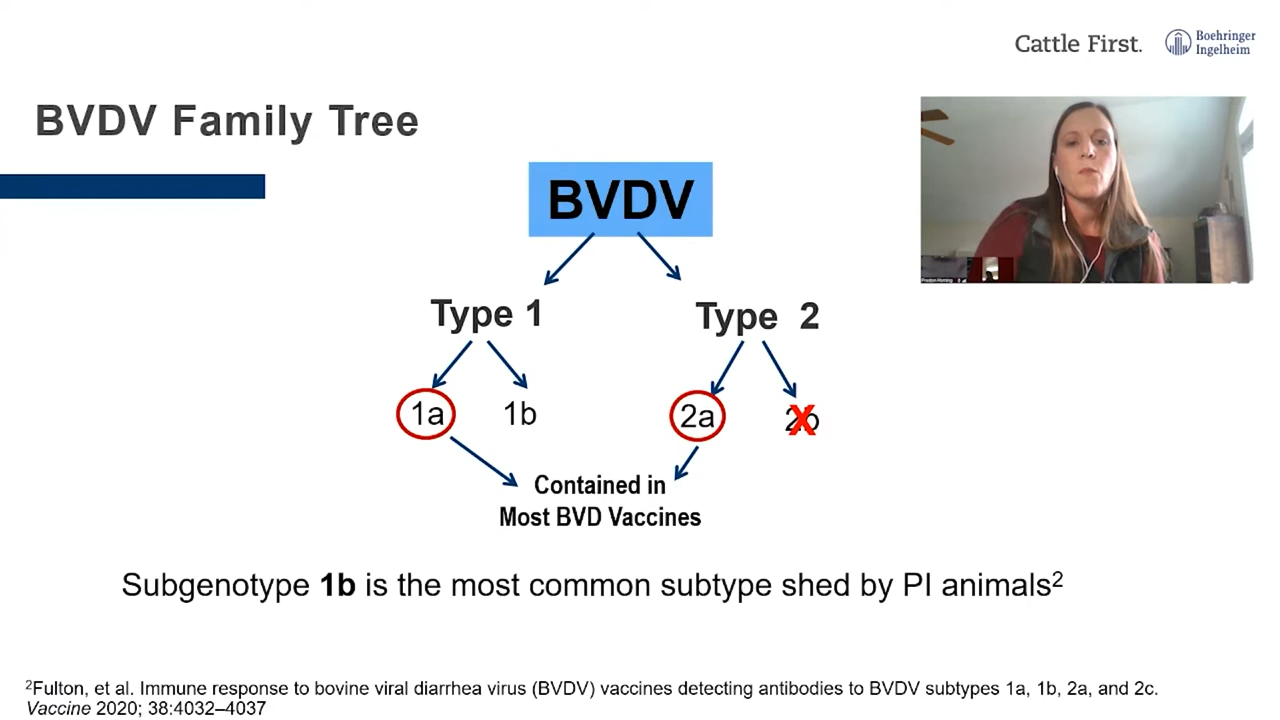 Cattle First.
Boehringer
Ingelheim
BVDV Family Tree
BVDV
Type 1
Type 2
1a
1b
2a
2b
Contained in
Most BVD Vaccines
Subgenotype 1b is the most common subtype shed by PI animals²
²Fulton, et al. Immune response to bovine viral diarrhea virus (BVDV) vaccines detecting antibodies to BVDV subtypes 1a, 1b, 2a, and 2c.
Vaccine 2020; 38:4032–4037